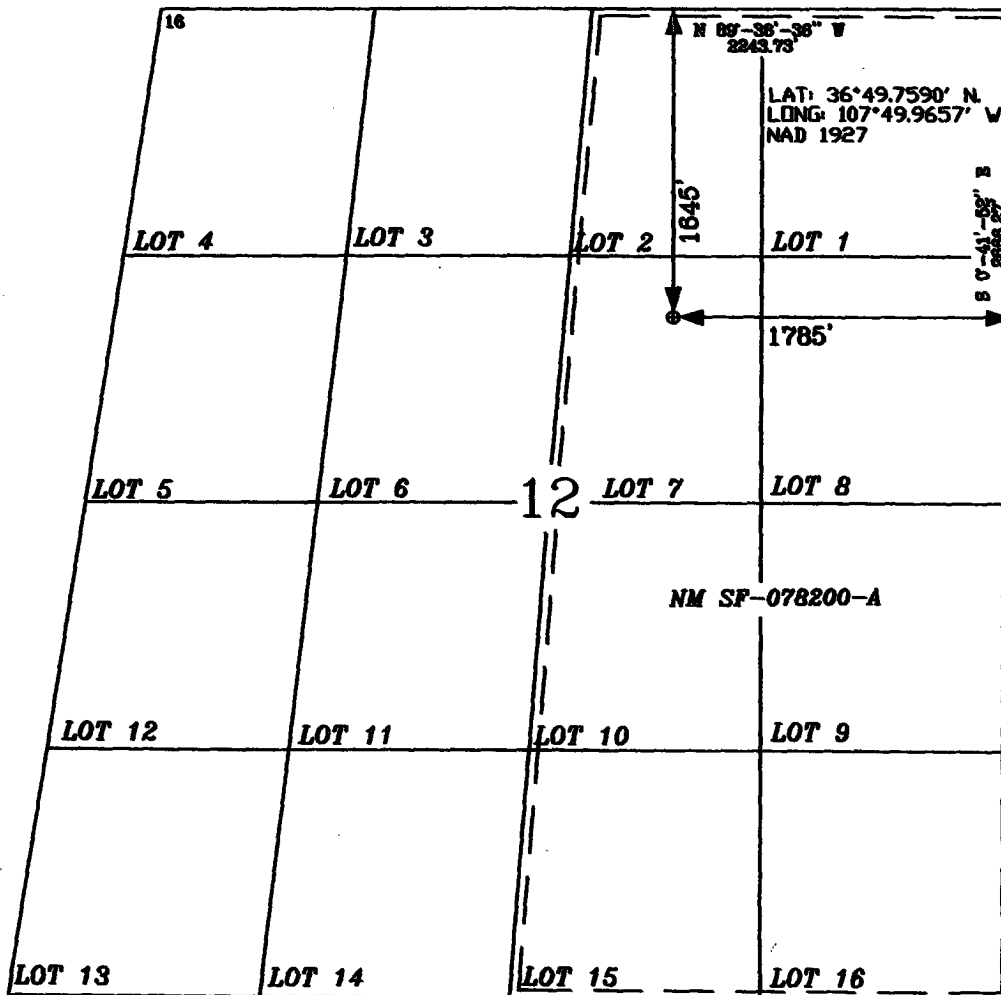 16
N 89°-38'-38" W
2243.73'
LAT: 36°49.7590' N.
LONG: 107°49.9657' W
NAD 1927
1645'
LOT 4
LOT 3
LOT 2
LOT 1
1785'
LOT 5
LOT 6
12
LOT 7
LOT 8
NM SF-078200-A
LOT 12
LOT 11
LOT 10
LOT 9
LOT 13
LOT 14
LOT 15
LOT 16